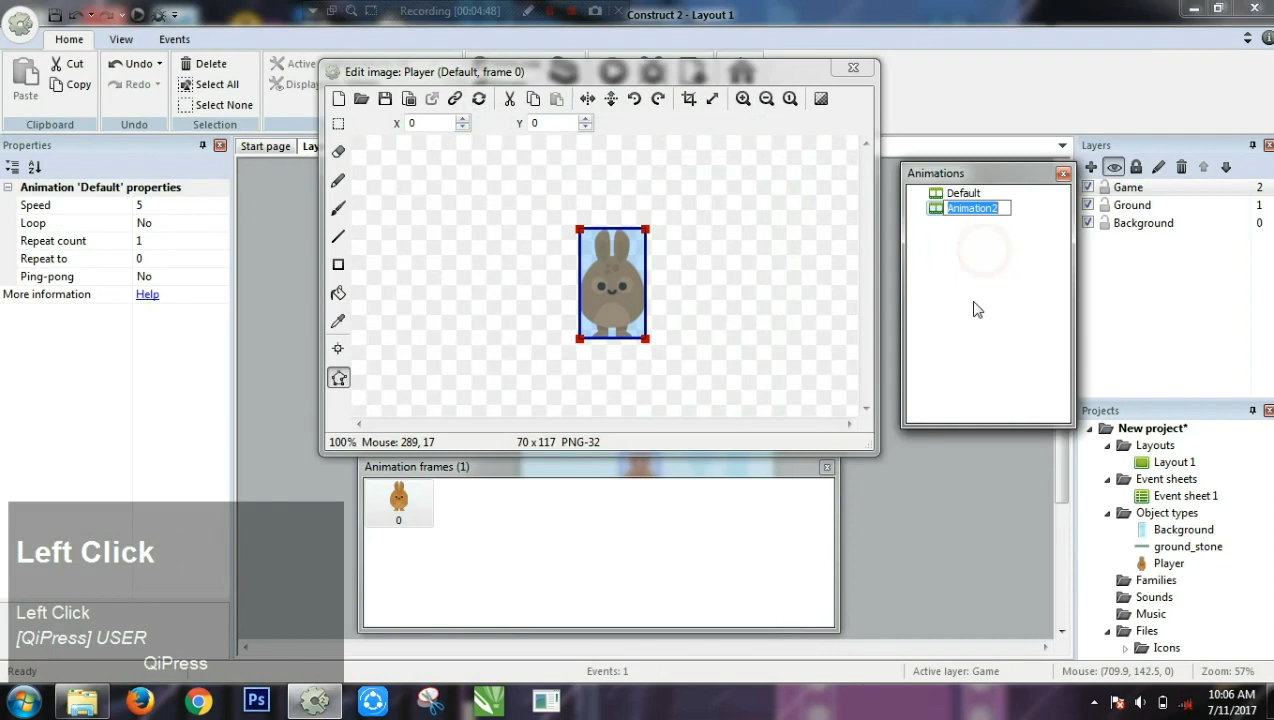 Recording [00:04:48]
Construct 2 - Layout 1
Home View Events
Paste
Cut
Copy
Clipboard
Undo
Redo
Undo
Delete
Select All
Select None
Selection
Active
Display
Properties
Animation 'Default' properties
Speed 5
Loop No
Repeat count 1
Repeat to 0
Ping-pong No
More information Help
Start page Lay
Edit image: Player (Default, frame 0)
X 0 Y 0
100% Mouse: 289, 17 70 x 117 PNG-32
Animation frames (1)
0
Animations
Default
Animation2
Layers
Game 2
Ground 1
Background 0
Projects
New project*
Layouts
Layout 1
Event sheets
Event sheet 1
Object types
Background
ground_stone
Player
Families
Sounds
Music
Files
Icons
Left Click
Left Click
[QiPress] USER
QiPress
Ready Events: 1 Active layer: Game Mouse: (709.9, 142.5, 0) Zoom: 57%
Ps
10:06 AM
7/11/2017